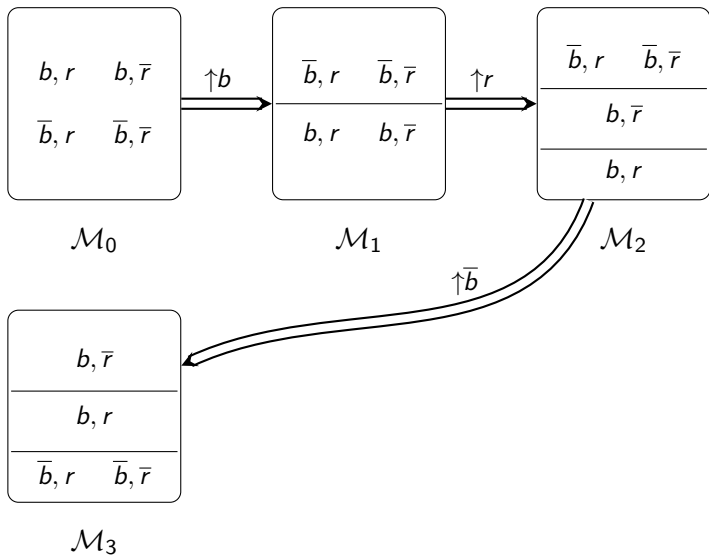 b, r b, r̅
b̅, r b̅, r̅
ℳ₀
↑b
b̅, r b̅, r̅
b, r b, r̅
ℳ₁
↑r
b̅, r b̅, r̅
b, r̅
b, r
ℳ₂
↑b̅
b, r̅
b, r
b̅, r b̅, r̅
ℳ₃